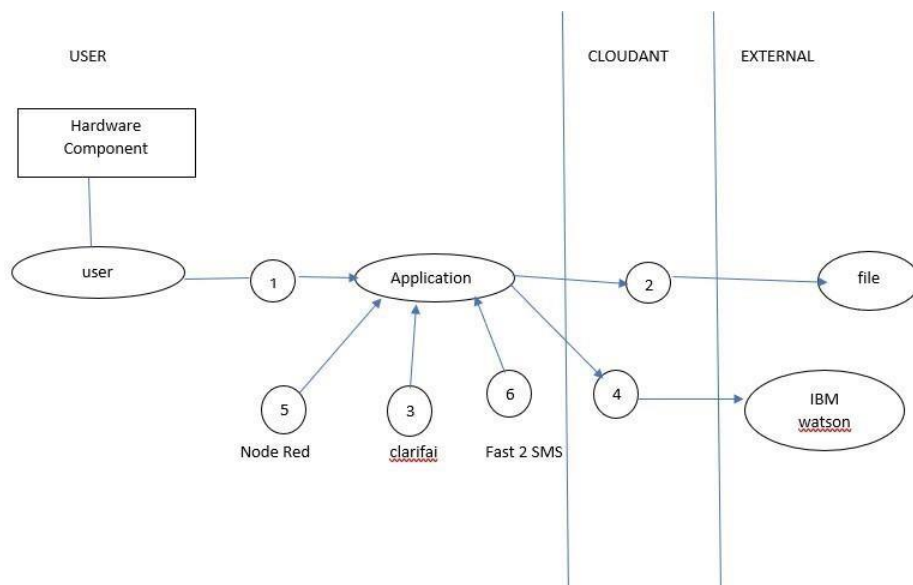 USER
CLOUDANT
EXTERNAL
Hardware
Component
user
1
Application
2
file
5
3
6
4
IBM
watson
Node Red
clarifai
Fast 2 SMS